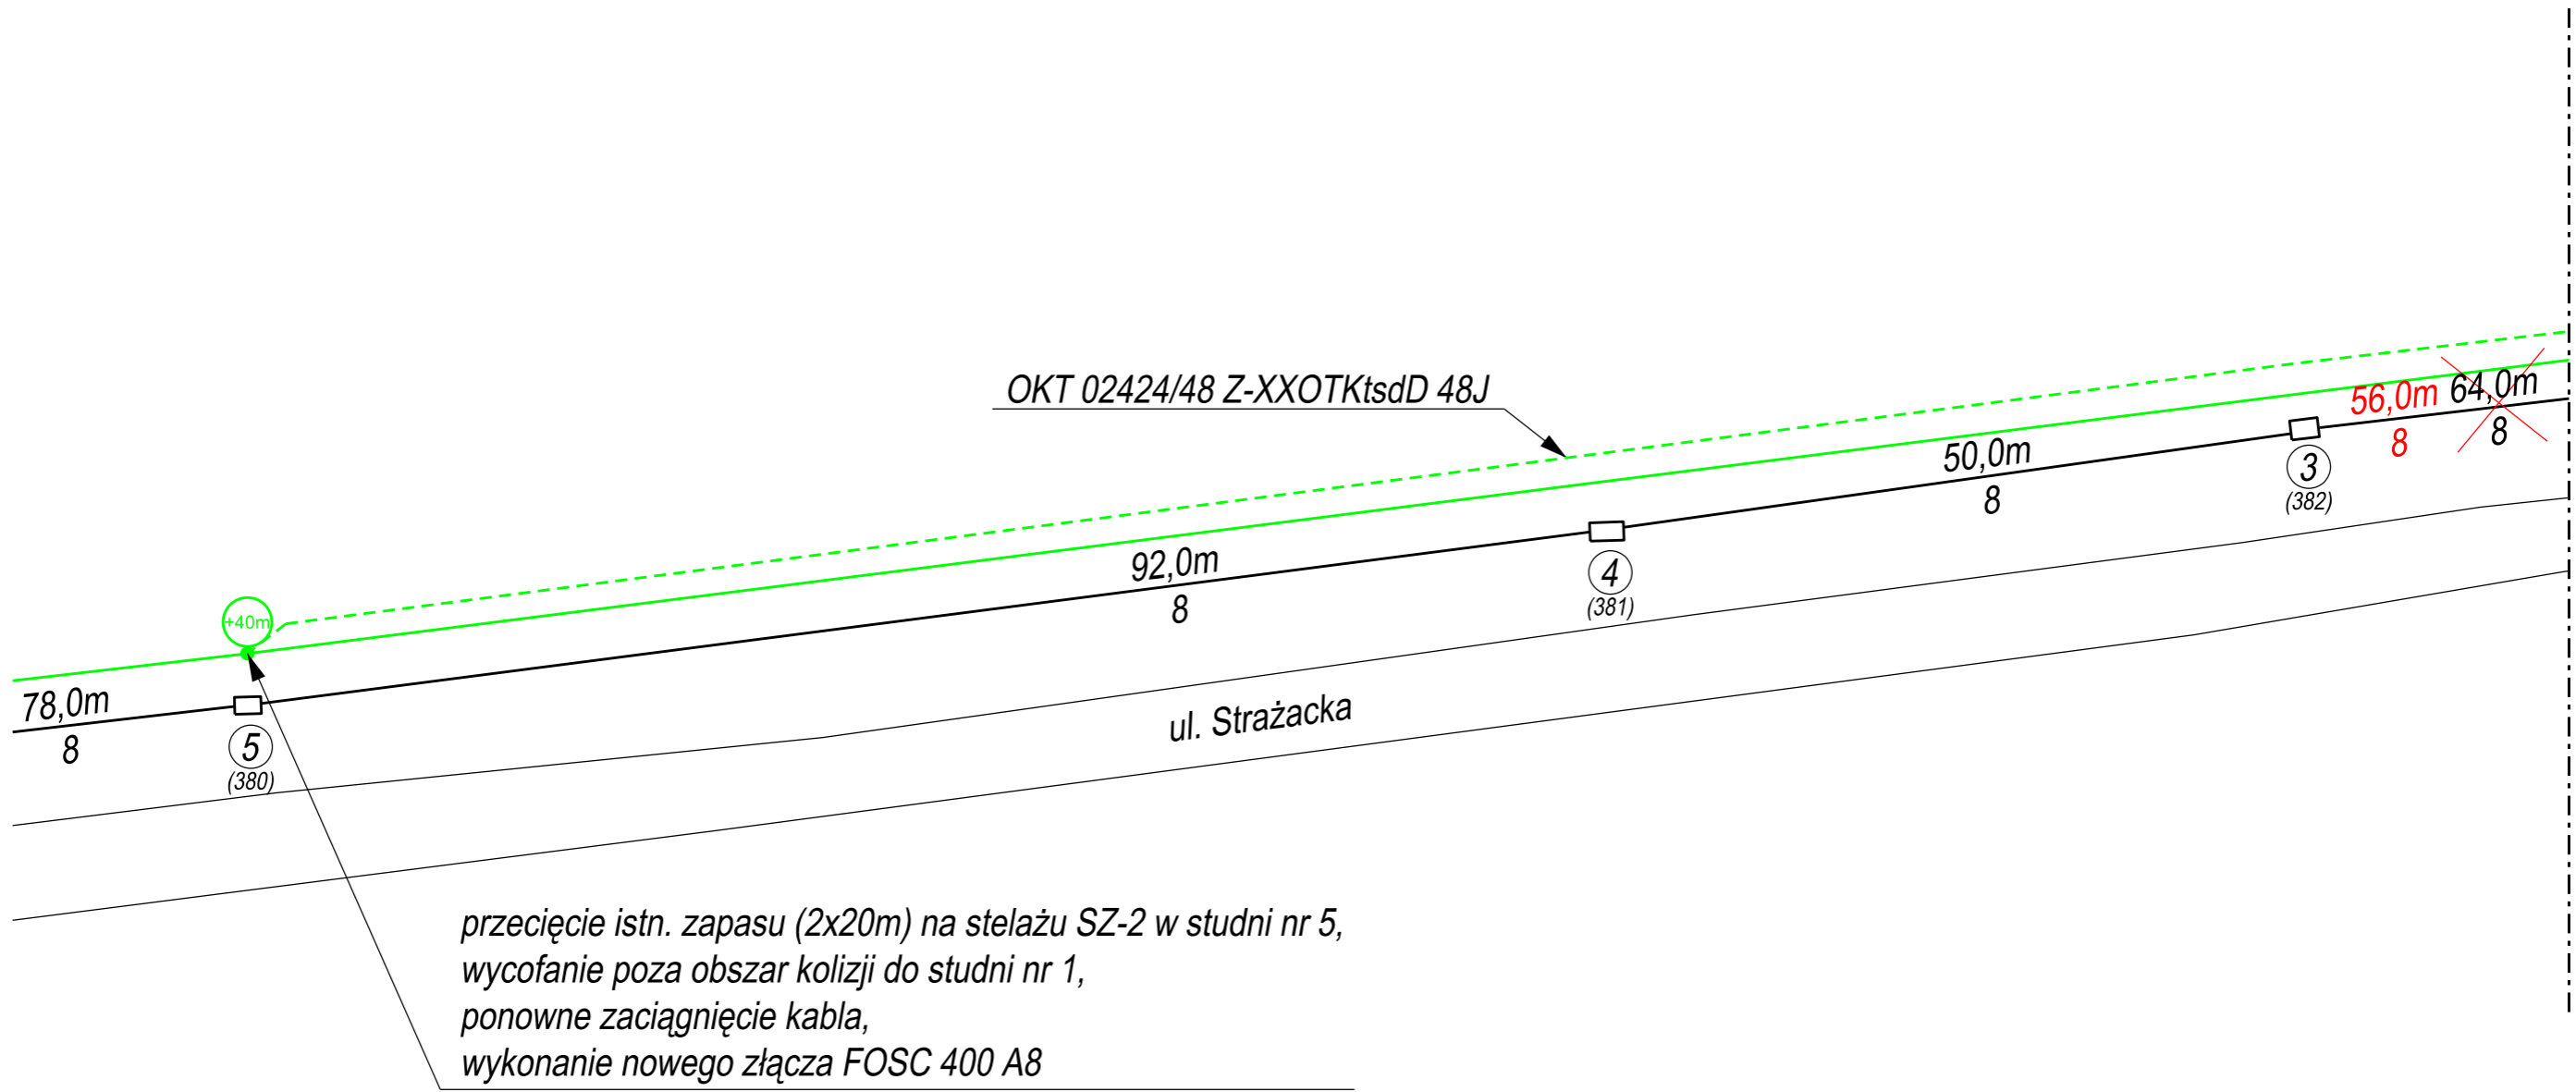 OKT 02424/48 Z-XXOTKtsdD 48J
56,0m 64,0m
8 8
50,0m
8
3
(382)
92,0m
8
4
(381)
+40m
78,0m
8
5
(380)
ul. Strażacka
przecięcie istn. zapasu (2x20m) na stelażu SZ-2 w studni nr 5,
wycofanie poza obszar kolizji do studni nr 1,
ponowne zaciągnięcie kabla,
wykonanie nowego złącza FOSC 400 A8